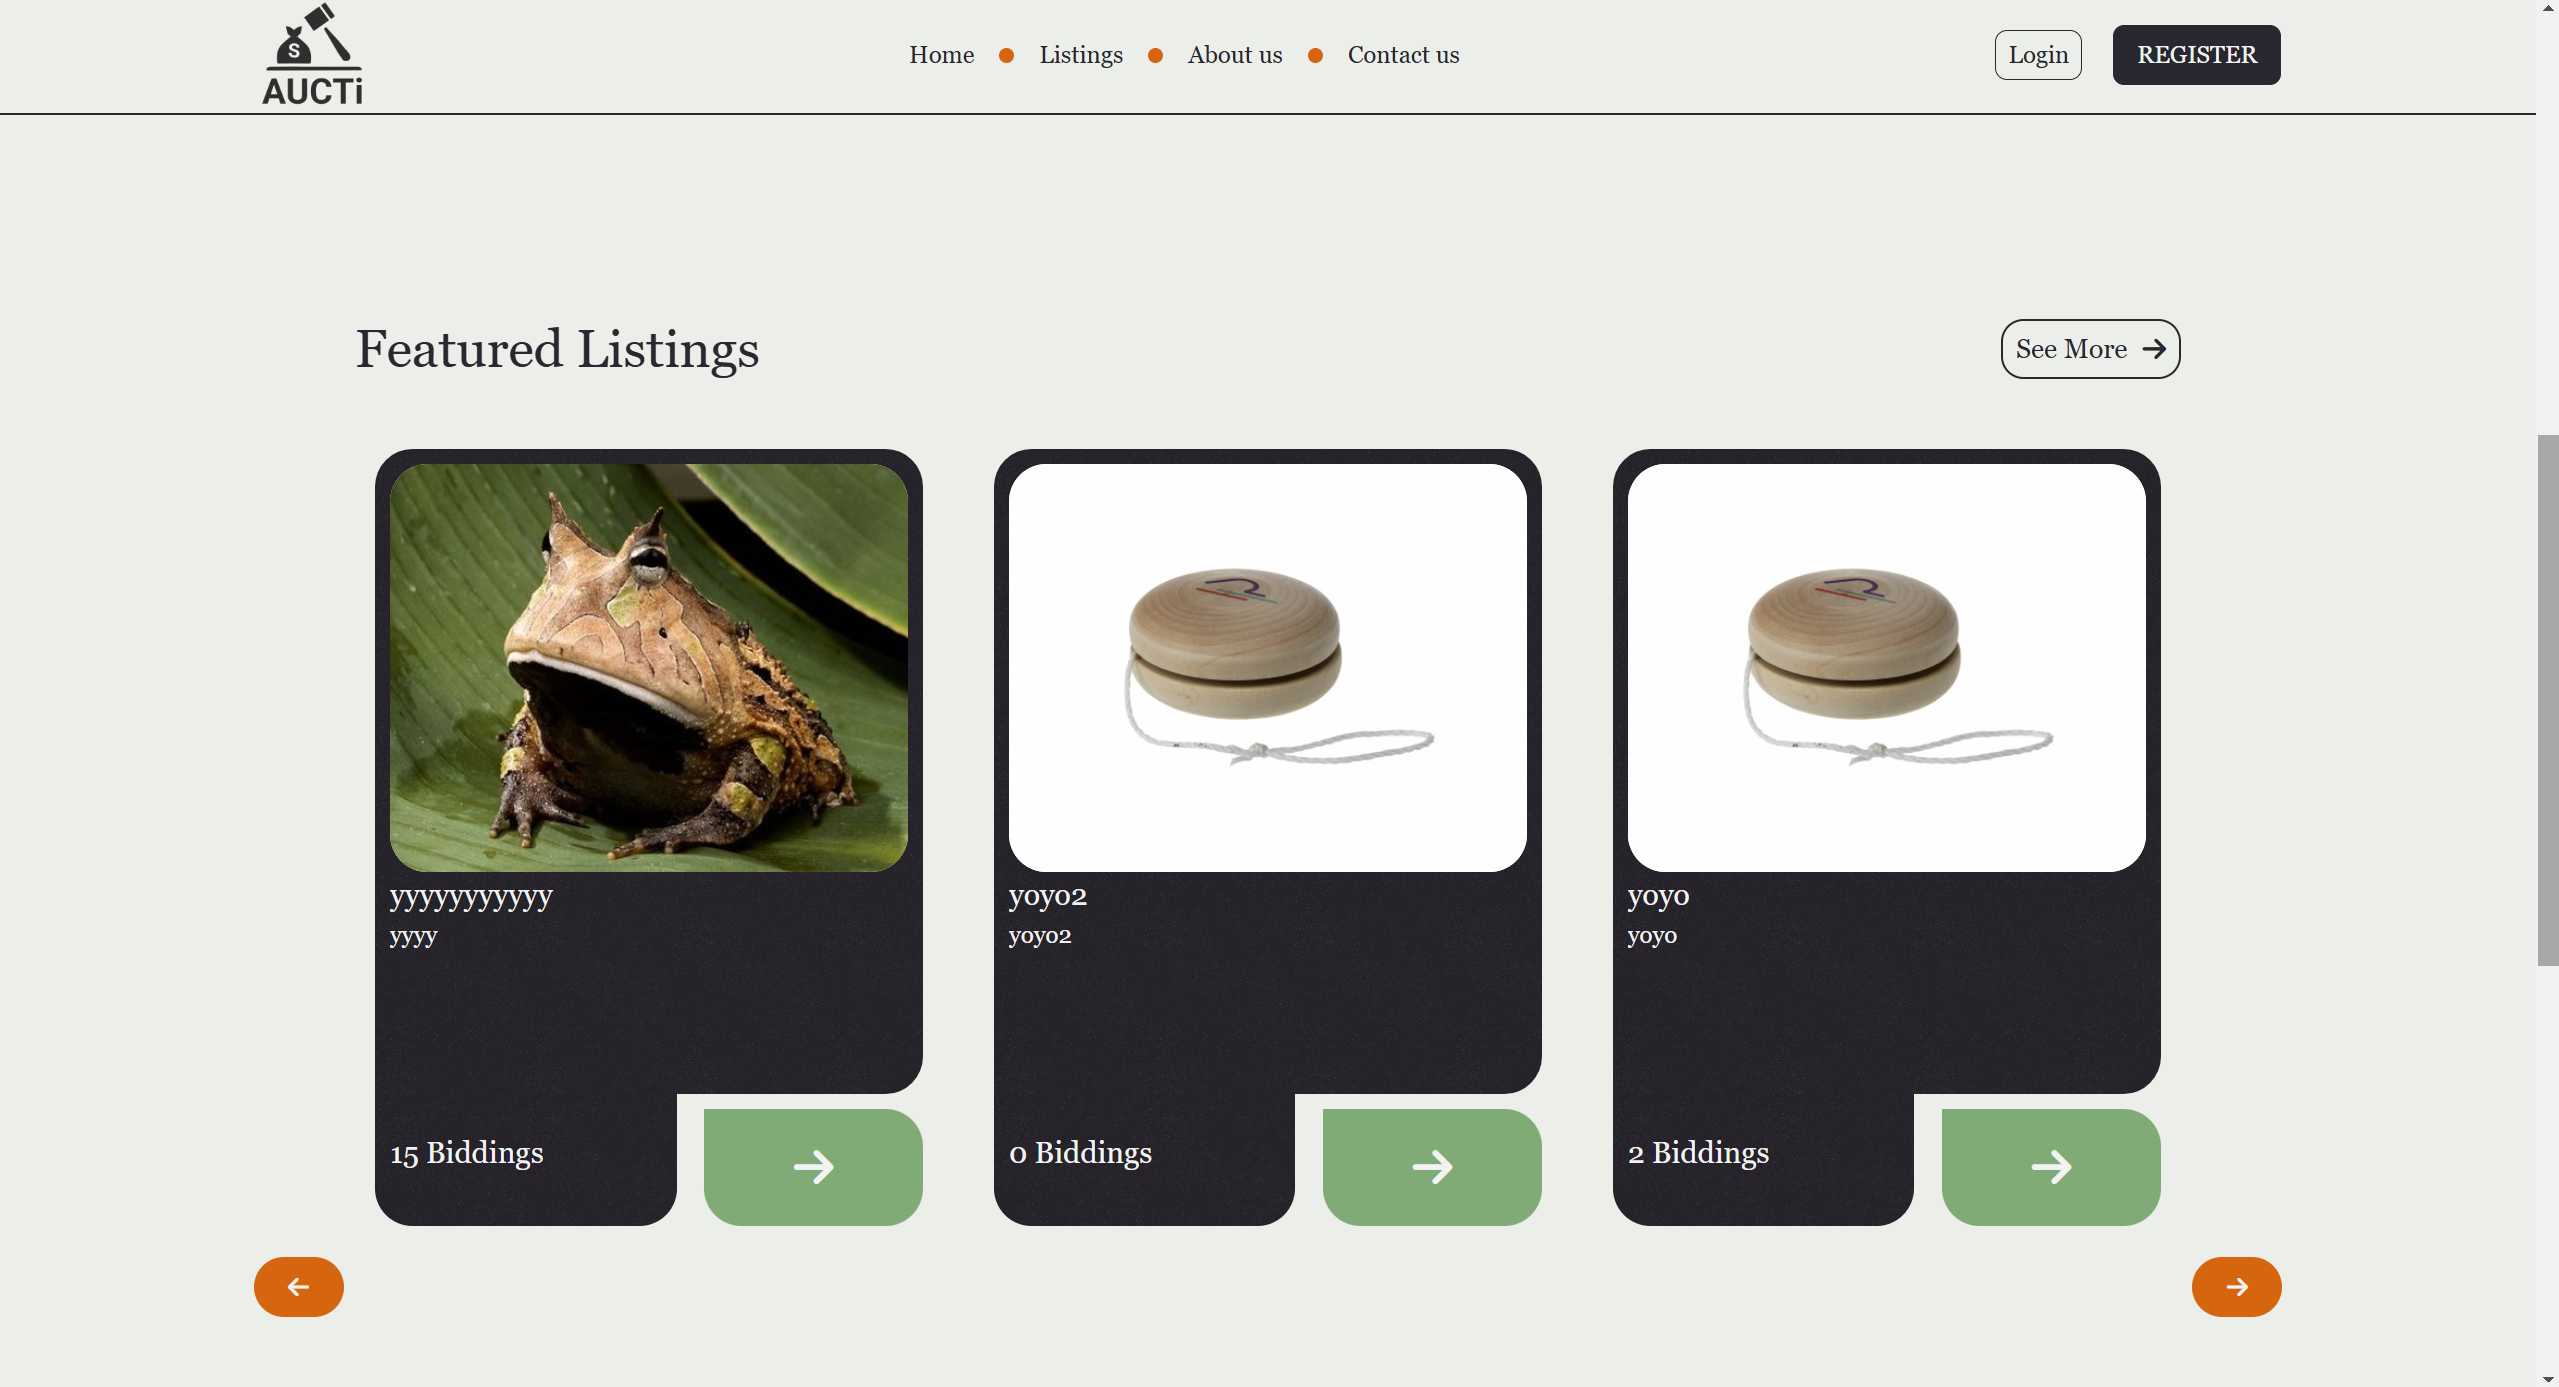 S
AUCTi
Home Listings About us Contact us
Login
REGISTER
Featured Listings
See More
yyyyyyyyyyy
yyyy
15 Biddings
yoyo2
yoyo2
0 Biddings
yoyo
yoyo
2 Biddings